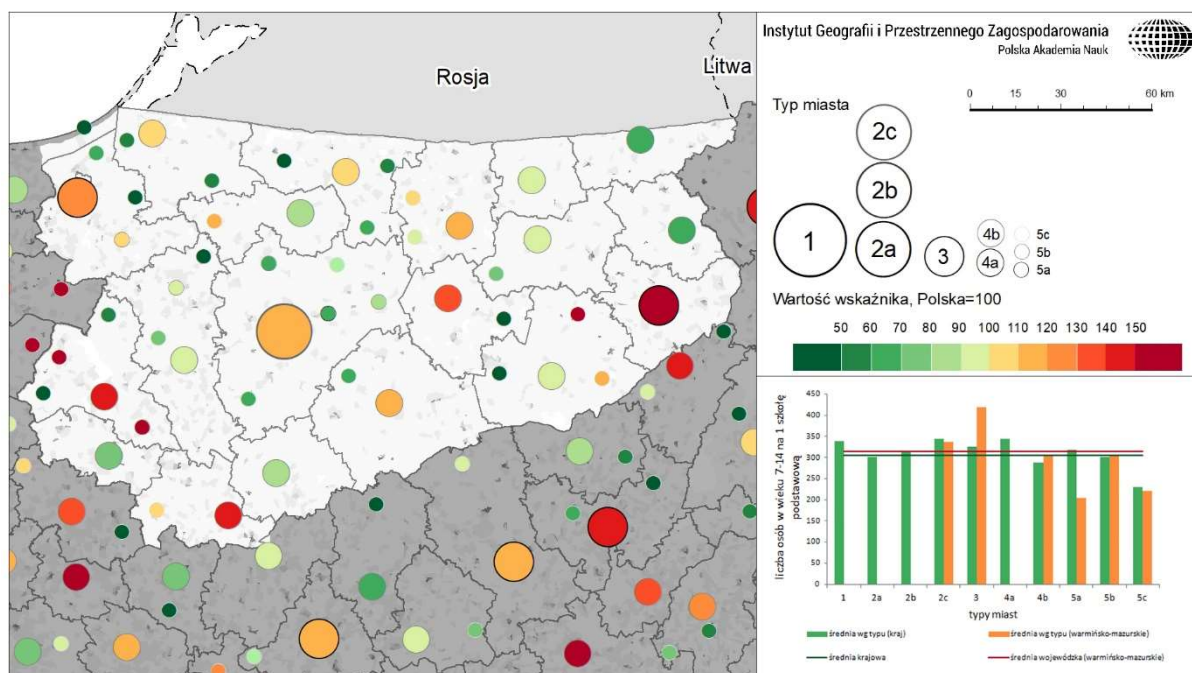 Rosja
Litwa
Instytut Geografii i Przestrzennego Zagospodarowania
Polska Akademia Nauk
0 15 30 60 km
Typ miasta
2c
2b
1
2a
3
4b
4a
5c
5b
5a
Wartość wskaźnika, Polska=100
50 60 70 80 90 100 110 120 130 140 150
liczba osób w wieku 7-14 na 1 szkołę
podstawową
450
400
350
300
250
200
150
100
50
0
1 2a 2b 2c 3 4a 4b 5a 5b 5c
typy miast
średnia wg typu (kraj)
średnia wg typu (warmińsko-mazurskie)
średnia krajowa
średnia wojewódzka (warmińsko-mazurskie)